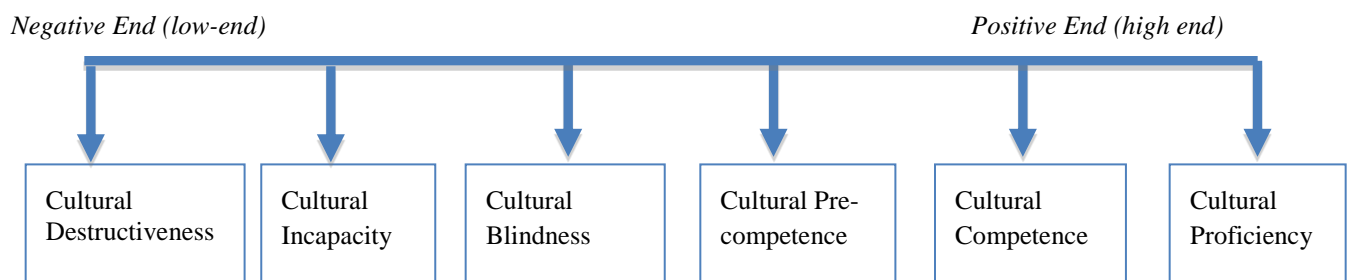 Negative End (low-end)
Positive End (high end)
Cultural
Destructiveness
Cultural
Incapacity
Cultural
Blindness
Cultural Pre-
competence
Cultural
Competence
Cultural
Proficiency